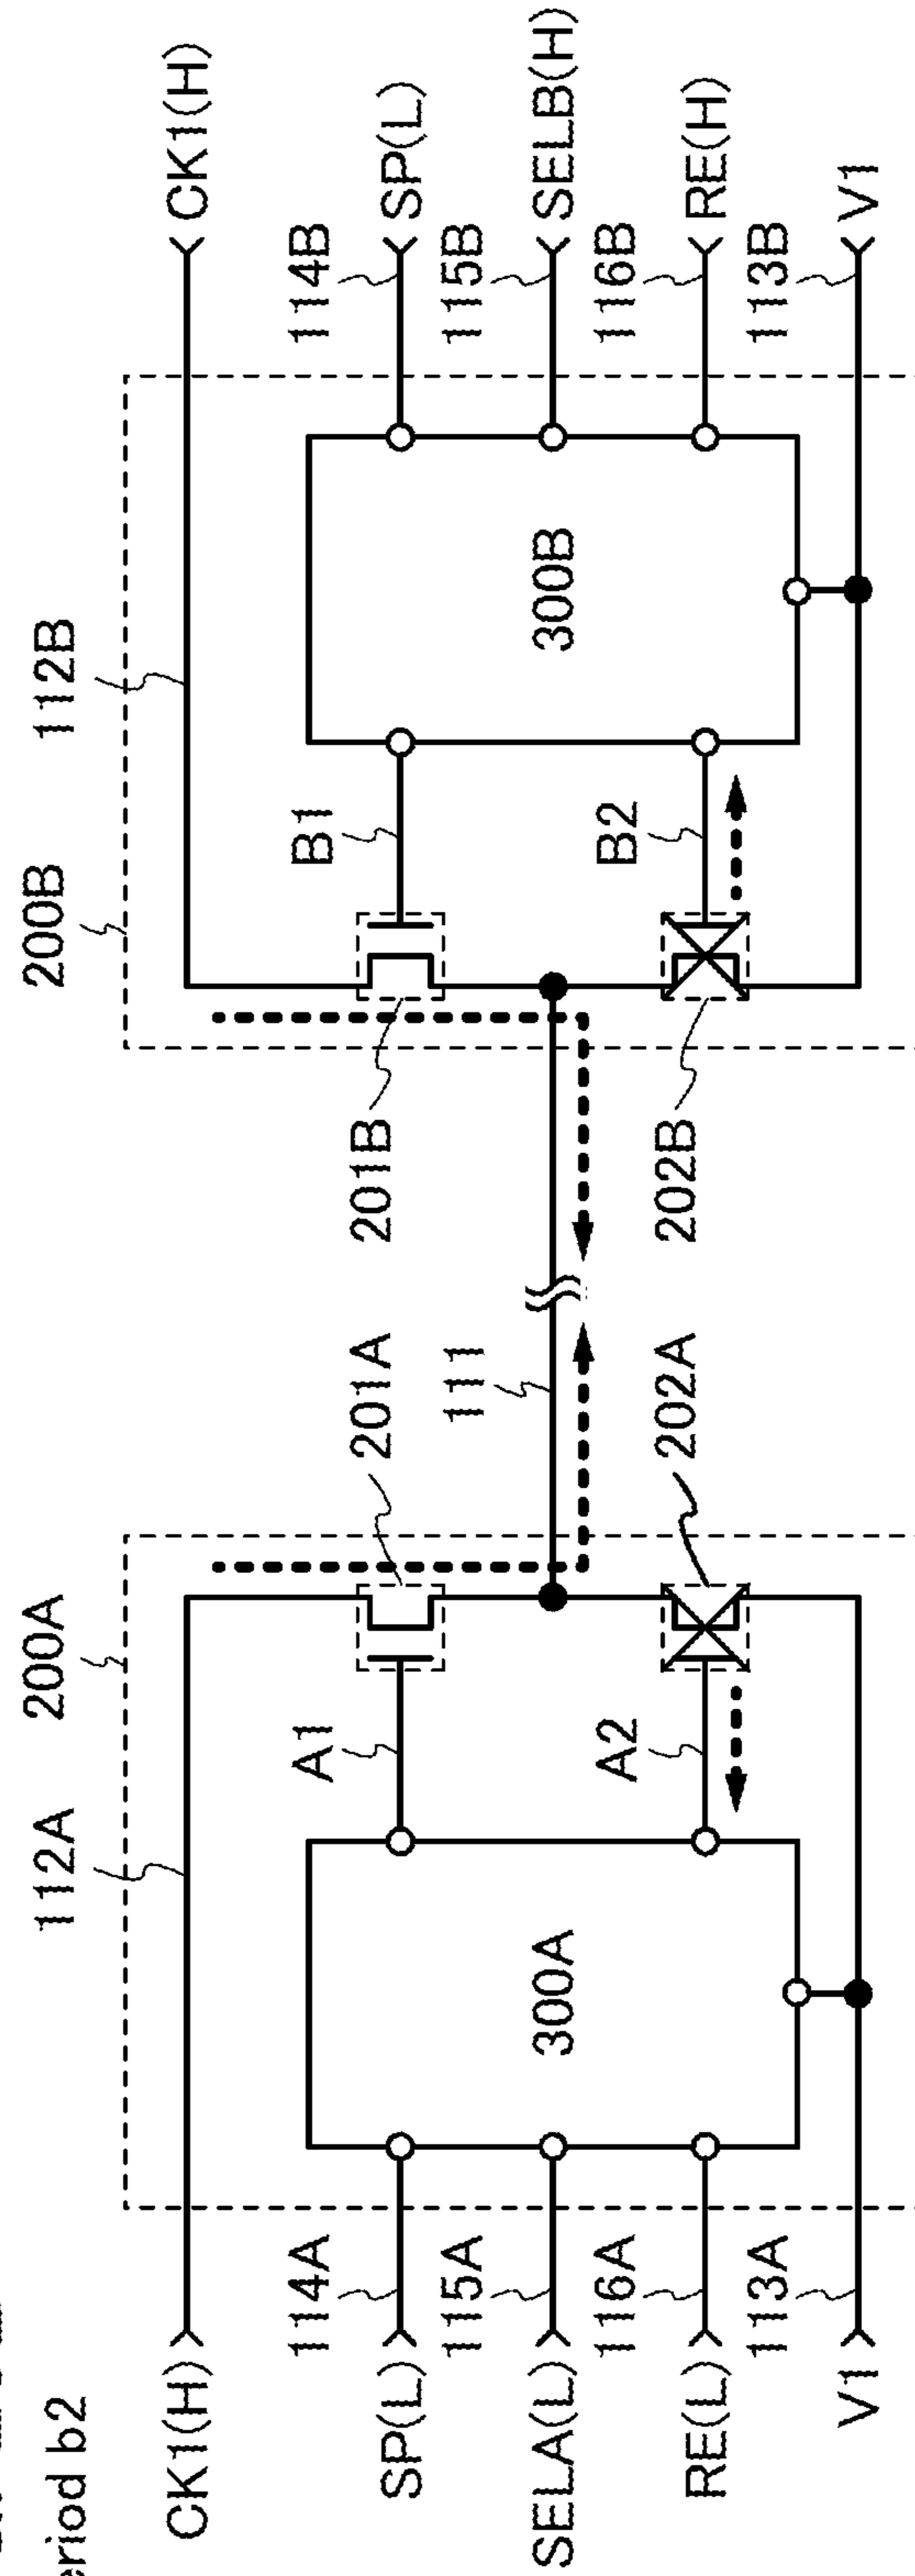 eriod b2
200A
200B
112A
112B
CK1(H)
CK1(H)
114A
SP(L)
A1
201A
201B
B1
114B
SP(L)
115A
SELA(L)
300A
111
300B
115B
SELB(H)
116A
RE(L)
A2
202A
202B
B2
116B
RE(H)
113A
V1
113B
V1